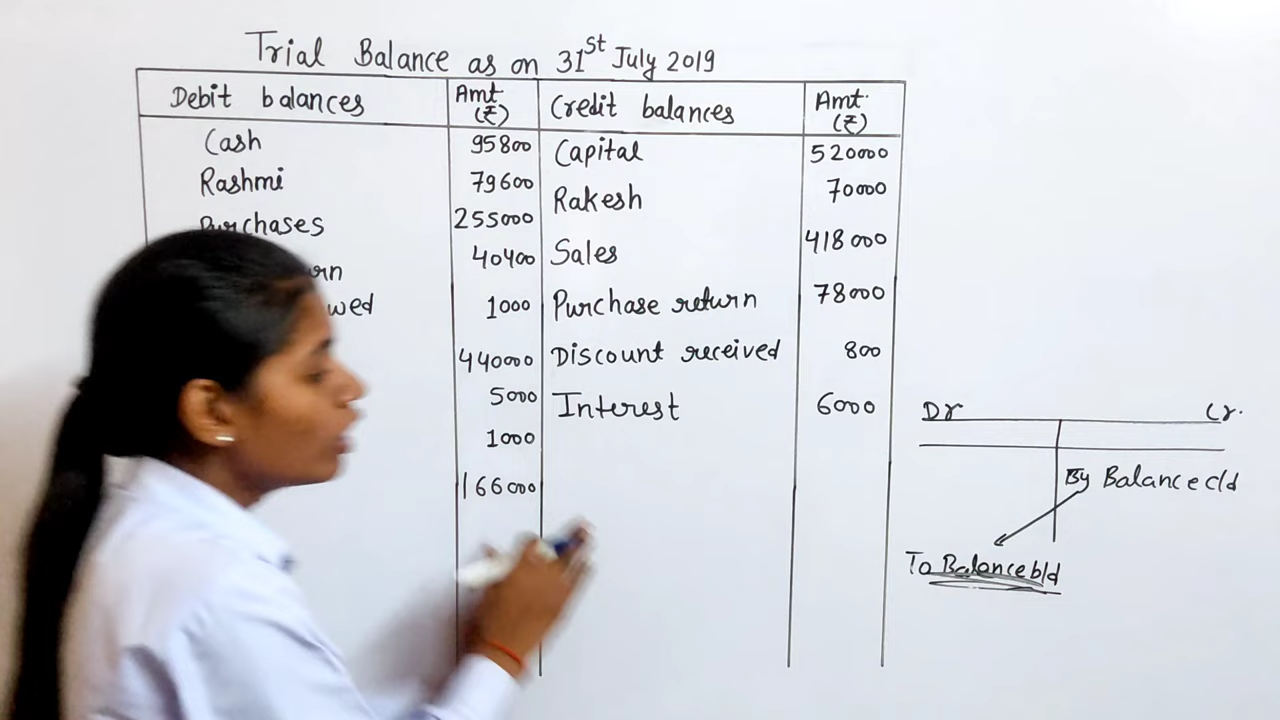 Trial Balance as on 31st July 2019
Debit balances Amt. (₹) Credit balances Amt. (₹)
Cash 95800 Capital 520000
Rashmi 79600 Rakesh 70000
Purchases 255000 Sales 418000
40400 Purchase return 78000
1000 Discount received 800
440000 Interest 6000
5000
1000
166000
Dr Cr.
By Balance c/d
To Balance b/d